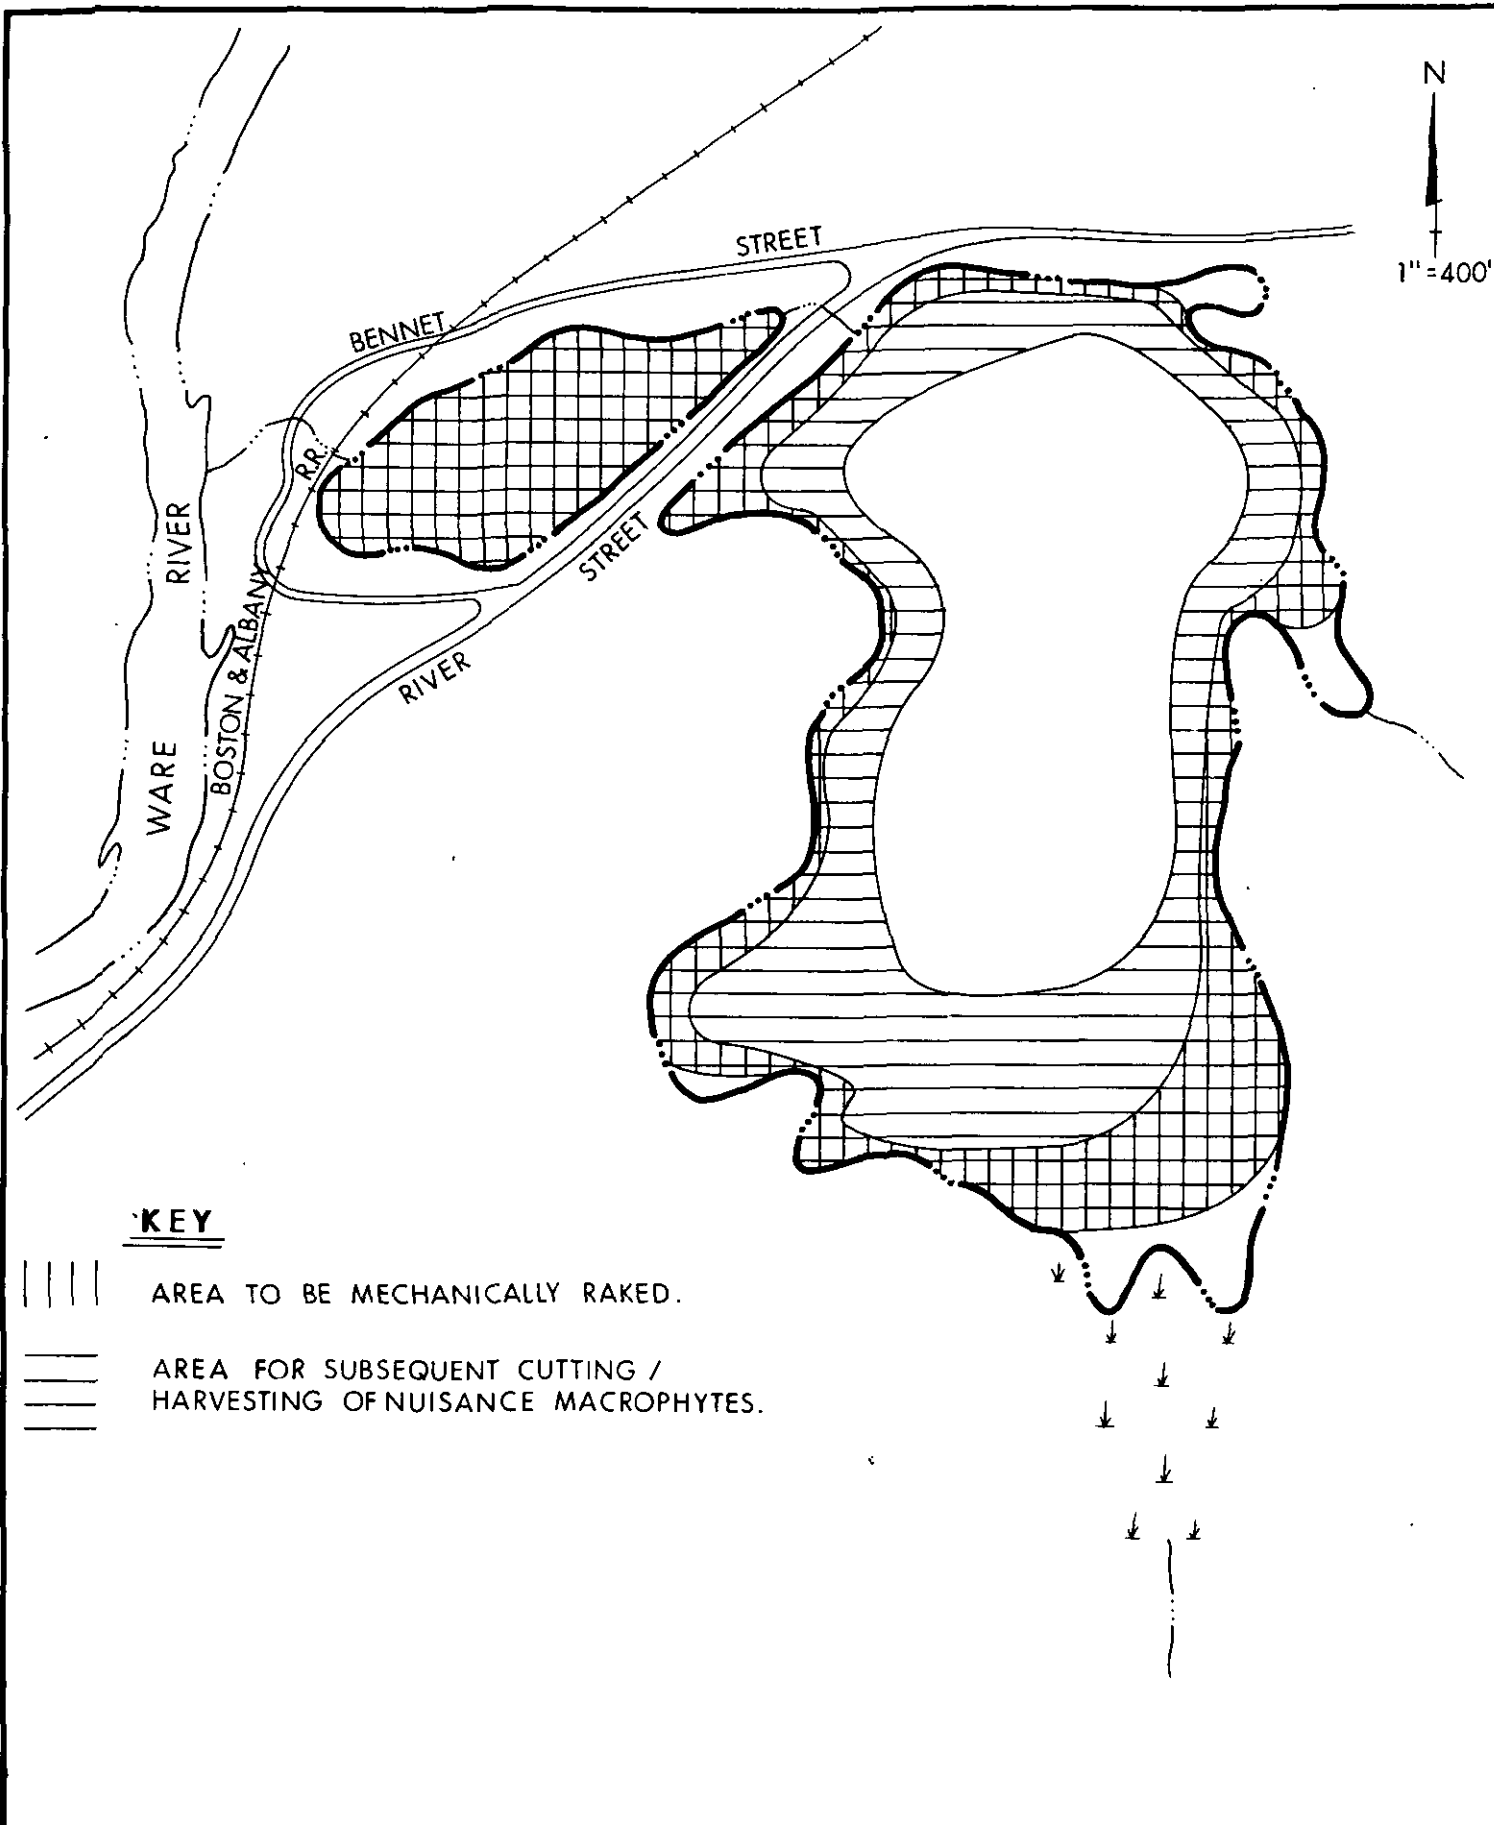 N
1"=400'
STREET
BENNET
R.R.
RIVER
STREET
BOSTON & ALBANY
RIVER
WARE
KEY
AREA TO BE MECHANICALLY RAKED.
AREA FOR SUBSEQUENT CUTTING /
HARVESTING OF NUISANCE MACROPHYTES.